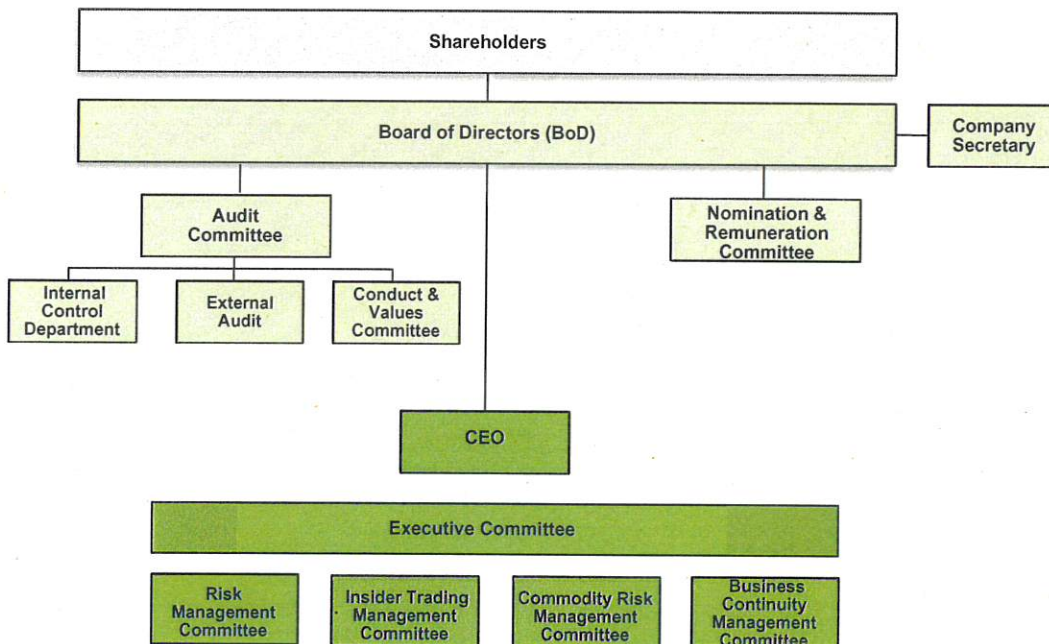 Shareholders
Board of Directors (BoD)
Company
Secretary
Audit
Committee
Nomination &
Remuneration
Committee
Internal
Control
Department
External
Audit
Conduct &
Values
Committee
CEO
Executive Committee
Risk
Management
Committee
Insider Trading
Management
Committee
Commodity Risk
Management
Committee
Business
Continuity
Management
Committee